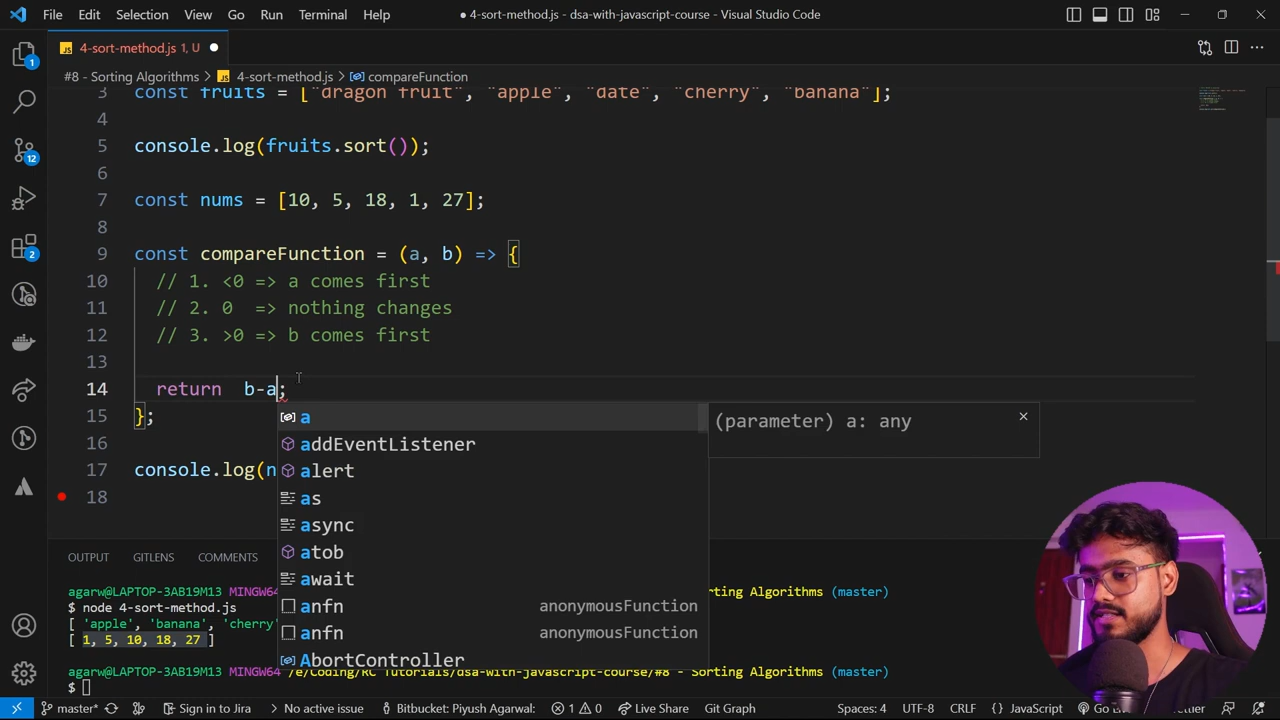 File Edit Selection View Go Run Terminal Help
● 4-sort-method.js - dsa-with-javascript-course - Visual Studio Code
JS 4-sort-method.js 1, U
#8 - Sorting Algorithms > JS 4-sort-method.js > compareFunction
3 const fruits = ["dragon fruit", "apple", "date", "cherry", "banana"];
4
5 console.log(fruits.sort());
6
7 const nums = [10, 5, 18, 1, 27];
8
9 const compareFunction = (a, b) => {
10 // 1. <0 => a comes first
11 // 2. 0 => nothing changes
12 // 3. >0 => b comes first
13
14 return b-a;
15 };
16
17 console.log(n
18
a
(parameter) a: any
addEventListener
alert
as
async
atob
await
anfn anonymousFunction
anfn anonymousFunction
AbortController
1
12
2
OUTPUT GITLENS COMMENTS
agarw@LAPTOP-3AB19M13 MINGW64 rting Algorithms (master)
$ node 4-sort-method.js
[ 'apple', 'banana', 'cherry'
[ 1, 5, 10, 18, 27 ]
agarw@LAPTOP-3AB19M13 MINGW64 /e/Coding/RC Tutorials/dsa-with-javascript-course/#8 - Sorting Algorithms (master)
$
master* Sign in to Jira No active issue Bitbucket: Piyush Agarwal: 1 0 Live Share Git Graph Spaces: 4 UTF-8 CRLF {} JavaScript Go Live